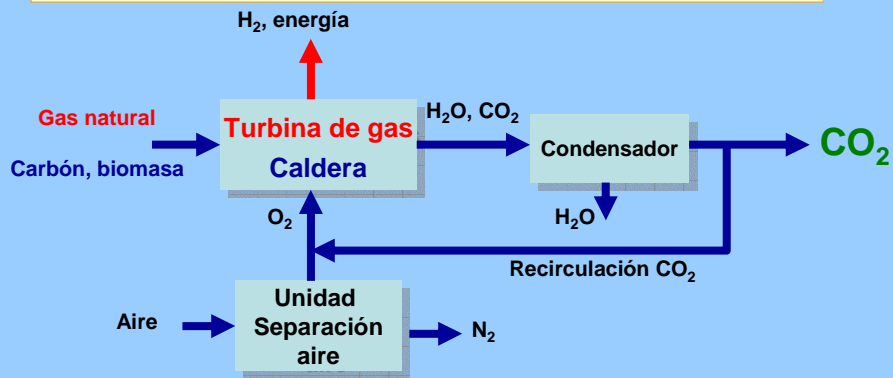 H₂, energía
Gas natural
Carbón, biomasa
Turbina de gas
Caldera
H₂O, CO₂
Condensador
CO₂
O₂
H₂O
Recirculación CO₂
Aire
Unidad
Separación
aire
N₂